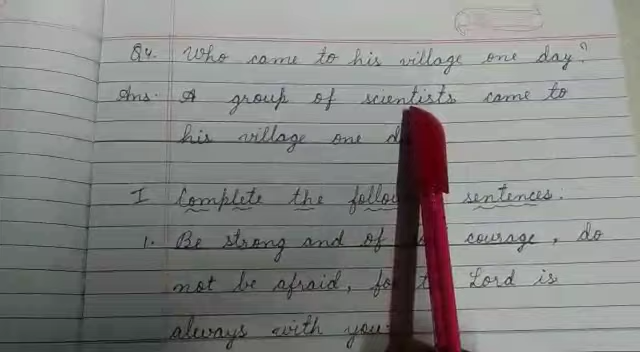 Q4. Who came to his village one day?
Ans. A group of scientists came to
his village one d
I Complete the follow sentences.
1. Be strong and of courage, do
not be afraid, fo Lord is
always with you